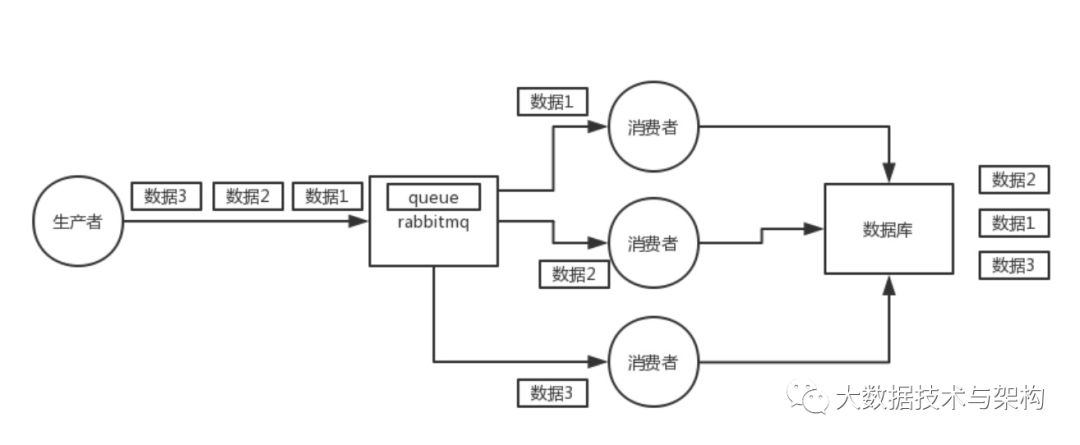 数据1
消费者
数据3 数据2 数据1
queue
数据2
生产者
rabbitmq
消费者
数据库
数据1
数据2
数据3
消费者
数据3
大数据技术与架构